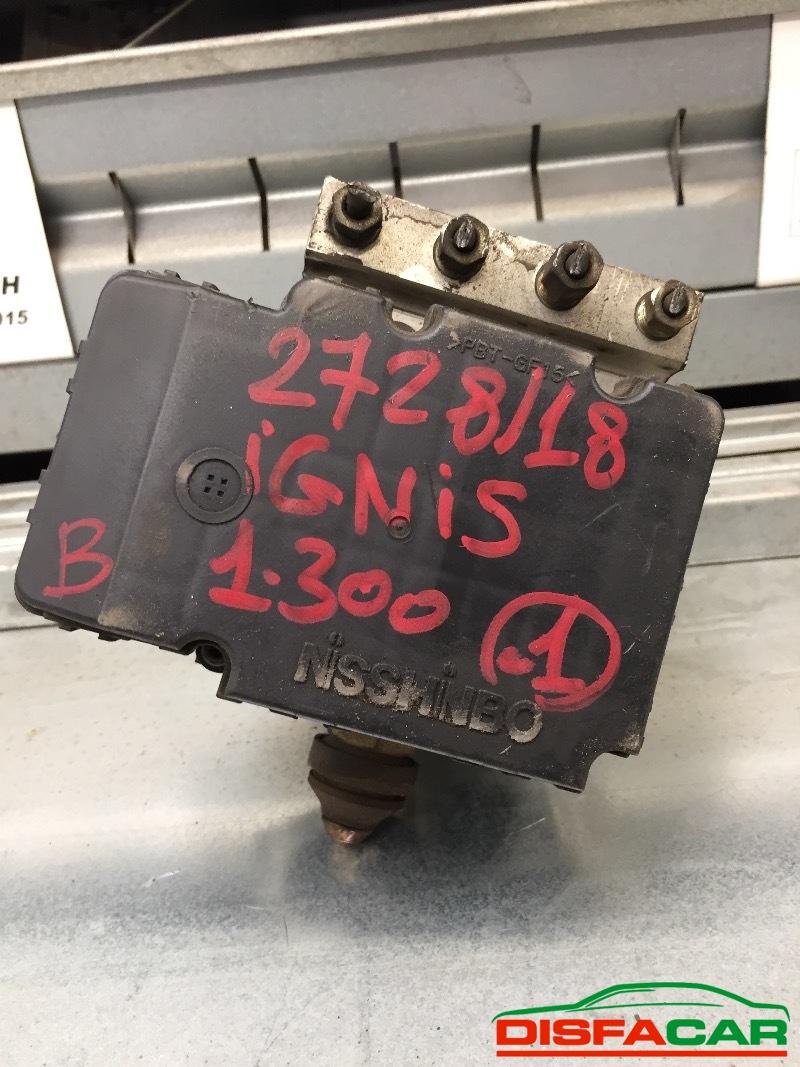 H
015
>PBT-GF15<
2728/18
iGNiS
B
1.300
.1
NiSSHiNBO
DISFACAR